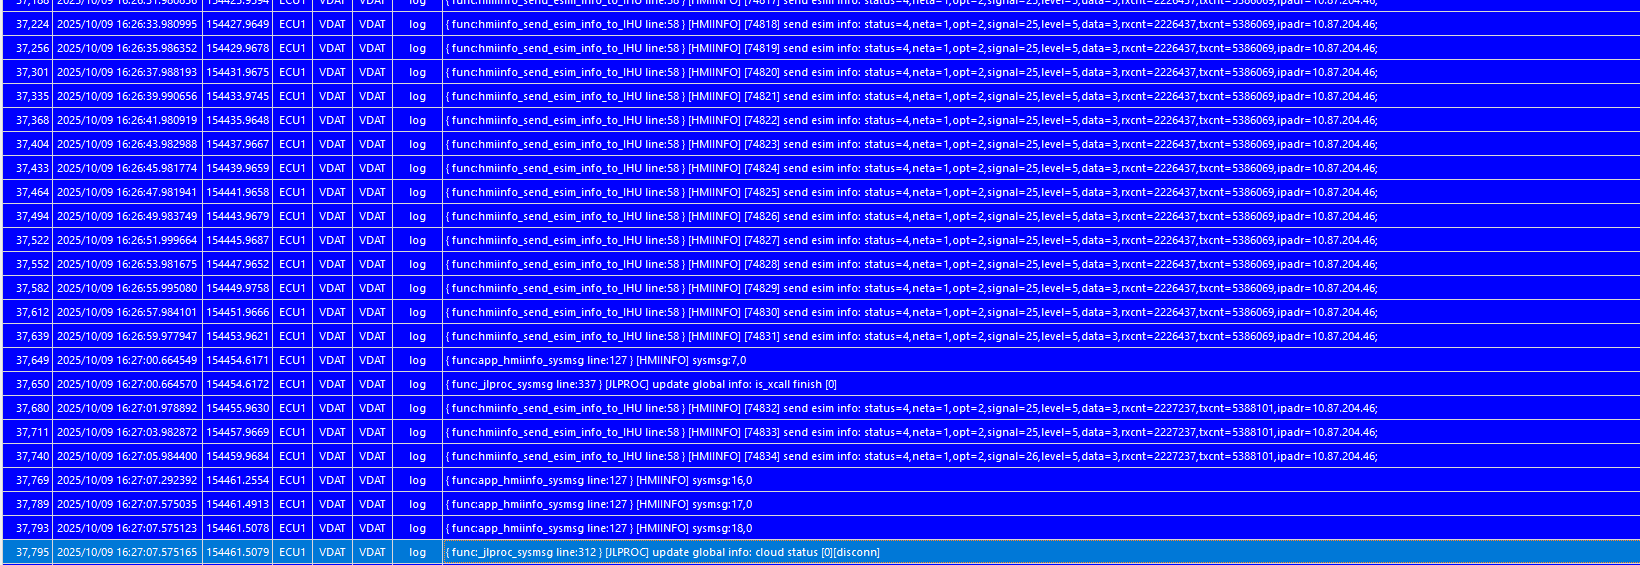 37,188 2025/10/09 16:26:31.980836 154425.9594 ECU1 VDAT VDAT log { func:hmiinfo_send_esim_info_to_IHU line:58 } [HMIINFO] [74817] send esim info: status=4,neta=1,opt=2,signal=25,level=5,data=3,rxcnt=2226437,txcnt=5386069,ipadr=10.87.204.46;
37,224 2025/10/09 16:26:33.980995 154427.9649 ECU1 VDAT VDAT log { func:hmiinfo_send_esim_info_to_IHU line:58 } [HMIINFO] [74818] send esim info: status=4,neta=1,opt=2,signal=25,level=5,data=3,rxcnt=2226437,txcnt=5386069,ipadr=10.87.204.46;
37,256 2025/10/09 16:26:35.986352 154429.9678 ECU1 VDAT VDAT log { func:hmiinfo_send_esim_info_to_IHU line:58 } [HMIINFO] [74819] send esim info: status=4,neta=1,opt=2,signal=25,level=5,data=3,rxcnt=2226437,txcnt=5386069,ipadr=10.87.204.46;
37,301 2025/10/09 16:26:37.988193 154431.9675 ECU1 VDAT VDAT log { func:hmiinfo_send_esim_info_to_IHU line:58 } [HMIINFO] [74820] send esim info: status=4,neta=1,opt=2,signal=25,level=5,data=3,rxcnt=2226437,txcnt=5386069,ipadr=10.87.204.46;
37,335 2025/10/09 16:26:39.990656 154433.9745 ECU1 VDAT VDAT log { func:hmiinfo_send_esim_info_to_IHU line:58 } [HMIINFO] [74821] send esim info: status=4,neta=1,opt=2,signal=25,level=5,data=3,rxcnt=2226437,txcnt=5386069,ipadr=10.87.204.46;
37,368 2025/10/09 16:26:41.980919 154435.9648 ECU1 VDAT VDAT log { func:hmiinfo_send_esim_info_to_IHU line:58 } [HMIINFO] [74822] send esim info: status=4,neta=1,opt=2,signal=25,level=5,data=3,rxcnt=2226437,txcnt=5386069,ipadr=10.87.204.46;
37,404 2025/10/09 16:26:43.982988 154437.9667 ECU1 VDAT VDAT log { func:hmiinfo_send_esim_info_to_IHU line:58 } [HMIINFO] [74823] send esim info: status=4,neta=1,opt=2,signal=25,level=5,data=3,rxcnt=2226437,txcnt=5386069,ipadr=10.87.204.46;
37,433 2025/10/09 16:26:45.981774 154439.9659 ECU1 VDAT VDAT log { func:hmiinfo_send_esim_info_to_IHU line:58 } [HMIINFO] [74824] send esim info: status=4,neta=1,opt=2,signal=25,level=5,data=3,rxcnt=2226437,txcnt=5386069,ipadr=10.87.204.46;
37,464 2025/10/09 16:26:47.981941 154441.9658 ECU1 VDAT VDAT log { func:hmiinfo_send_esim_info_to_IHU line:58 } [HMIINFO] [74825] send esim info: status=4,neta=1,opt=2,signal=25,level=5,data=3,rxcnt=2226437,txcnt=5386069,ipadr=10.87.204.46;
37,494 2025/10/09 16:26:49.983749 154443.9679 ECU1 VDAT VDAT log { func:hmiinfo_send_esim_info_to_IHU line:58 } [HMIINFO] [74826] send esim info: status=4,neta=1,opt=2,signal=25,level=5,data=3,rxcnt=2226437,txcnt=5386069,ipadr=10.87.204.46;
37,522 2025/10/09 16:26:51.999664 154445.9687 ECU1 VDAT VDAT log { func:hmiinfo_send_esim_info_to_IHU line:58 } [HMIINFO] [74827] send esim info: status=4,neta=1,opt=2,signal=25,level=5,data=3,rxcnt=2226437,txcnt=5386069,ipadr=10.87.204.46;
37,552 2025/10/09 16:26:53.981675 154447.9652 ECU1 VDAT VDAT log { func:hmiinfo_send_esim_info_to_IHU line:58 } [HMIINFO] [74828] send esim info: status=4,neta=1,opt=2,signal=25,level=5,data=3,rxcnt=2226437,txcnt=5386069,ipadr=10.87.204.46;
37,582 2025/10/09 16:26:55.995080 154449.9758 ECU1 VDAT VDAT log { func:hmiinfo_send_esim_info_to_IHU line:58 } [HMIINFO] [74829] send esim info: status=4,neta=1,opt=2,signal=25,level=5,data=3,rxcnt=2226437,txcnt=5386069,ipadr=10.87.204.46;
37,612 2025/10/09 16:26:57.984101 154451.9666 ECU1 VDAT VDAT log { func:hmiinfo_send_esim_info_to_IHU line:58 } [HMIINFO] [74830] send esim info: status=4,neta=1,opt=2,signal=25,level=5,data=3,rxcnt=2226437,txcnt=5386069,ipadr=10.87.204.46;
37,639 2025/10/09 16:26:59.977947 154453.9621 ECU1 VDAT VDAT log { func:hmiinfo_send_esim_info_to_IHU line:58 } [HMIINFO] [74831] send esim info: status=4,neta=1,opt=2,signal=25,level=5,data=3,rxcnt=2226437,txcnt=5386069,ipadr=10.87.204.46;
37,649 2025/10/09 16:27:00.664549 154454.6171 ECU1 VDAT VDAT log { func:app_hmiinfo_sysmsg line:127 } [HMIINFO] sysmsg:7,0
37,650 2025/10/09 16:27:00.664570 154454.6172 ECU1 VDAT VDAT log { func:_jlproc_sysmsg line:337 } [JLPROC] update global info: is_xcall finish [0]
37,680 2025/10/09 16:27:01.978892 154455.9630 ECU1 VDAT VDAT log { func:hmiinfo_send_esim_info_to_IHU line:58 } [HMIINFO] [74832] send esim info: status=4,neta=1,opt=2,signal=25,level=5,data=3,rxcnt=2227237,txcnt=5388101,ipadr=10.87.204.46;
37,711 2025/10/09 16:27:03.982872 154457.9669 ECU1 VDAT VDAT log { func:hmiinfo_send_esim_info_to_IHU line:58 } [HMIINFO] [74833] send esim info: status=4,neta=1,opt=2,signal=25,level=5,data=3,rxcnt=2227237,txcnt=5388101,ipadr=10.87.204.46;
37,740 2025/10/09 16:27:05.984400 154459.9684 ECU1 VDAT VDAT log { func:hmiinfo_send_esim_info_to_IHU line:58 } [HMIINFO] [74834] send esim info: status=4,neta=1,opt=2,signal=26,level=5,data=3,rxcnt=2227237,txcnt=5388101,ipadr=10.87.204.46;
37,769 2025/10/09 16:27:07.292392 154461.2554 ECU1 VDAT VDAT log { func:app_hmiinfo_sysmsg line:127 } [HMIINFO] sysmsg:16,0
37,789 2025/10/09 16:27:07.575035 154461.4913 ECU1 VDAT VDAT log { func:app_hmiinfo_sysmsg line:127 } [HMIINFO] sysmsg:17,0
37,793 2025/10/09 16:27:07.575123 154461.5078 ECU1 VDAT VDAT log { func:app_hmiinfo_sysmsg line:127 } [HMIINFO] sysmsg:18,0
37,795 2025/10/09 16:27:07.575165 154461.5079 ECU1 VDAT VDAT log { func:_jlproc_sysmsg line:312 } [JLPROC] update global info: cloud status [0][disconn]